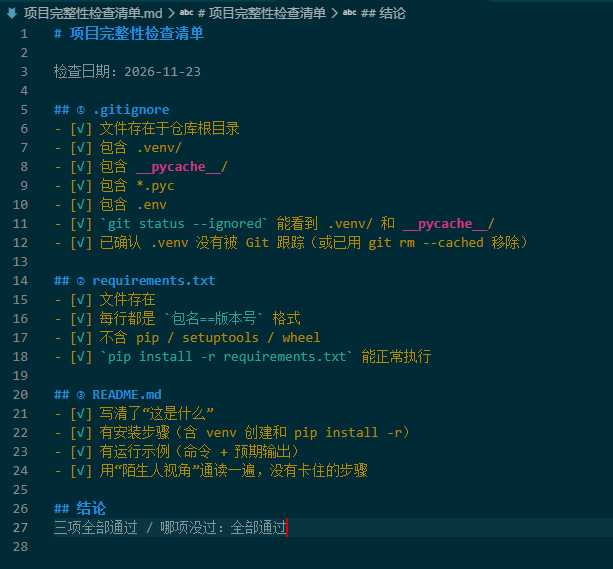 项目完整性检查清单.md > # 项目完整性检查清单 > ## 结论
1 # 项目完整性检查清单
2
3 检查日期：2026-11-23
4
5 ## ① .gitignore
6 - [√] 文件存在于仓库根目录
7 - [√] 包含 .venv/
8 - [√] 包含 __pycache__/
9 - [√] 包含 *.pyc
10 - [√] 包含 .env
11 - [√] `git status --ignored` 能看到 .venv/ 和 __pycache__/
12 - [√] 已确认 .venv 没有被 Git 跟踪（或已用 git rm --cached 移除）
13
14 ## ② requirements.txt
15 - [√] 文件存在
16 - [√] 每行都是 `包名==版本号` 格式
17 - [√] 不含 pip / setuptools / wheel
18 - [√] `pip install -r requirements.txt` 能正常执行
19
20 ## ③ README.md
21 - [√] 写清了“这是什么”
22 - [√] 有安装步骤（含 venv 创建和 pip install -r）
23 - [√] 有运行示例（命令 + 预期输出）
24 - [√] 用“陌生人视角”通读一遍，没有卡住的步骤
25
26 ## 结论
27 三项全部通过 / 哪项没过：全部通过
28